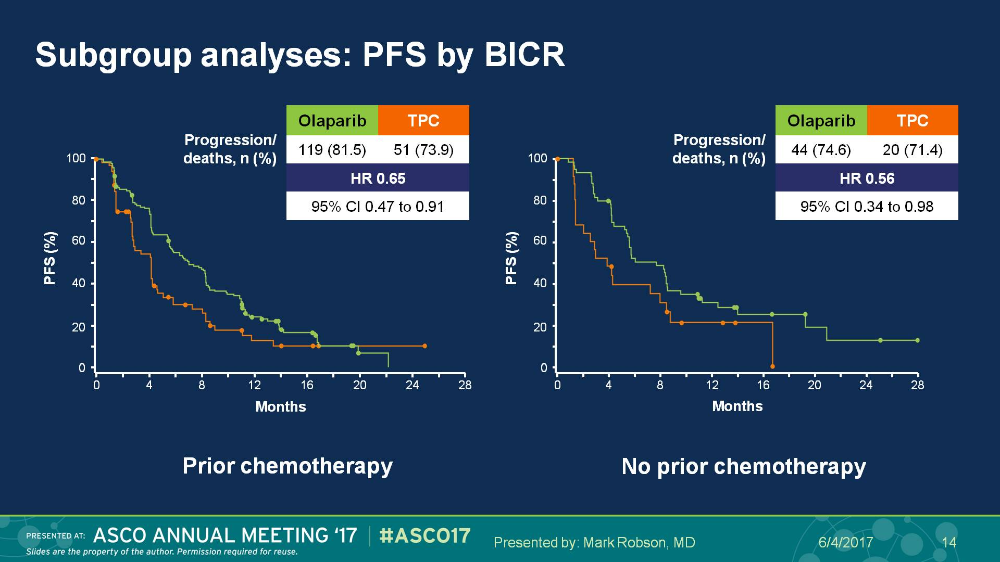 Subgroup analyses: PFS by BICR
Olaparib TPC
Progression/
deaths, n (%)
119 (81.5) 51 (73.9)
HR 0.65
95% CI 0.47 to 0.91
100
80
60
40
20
0
PFS (%)
0 4 8 12 16 20 24 28
Months
Prior chemotherapy
Olaparib TPC
Progression/
deaths, n (%)
44 (74.6) 20 (71.4)
HR 0.56
95% CI 0.34 to 0.98
100
80
60
40
20
0
PFS (%)
0 4 8 12 16 20 24 28
Months
No prior chemotherapy
PRESENTED AT: ASCO ANNUAL MEETING ‘17 | #ASCO17
Slides are the property of the author. Permission required for reuse.
Presented by: Mark Robson, MD
6/4/2017
14